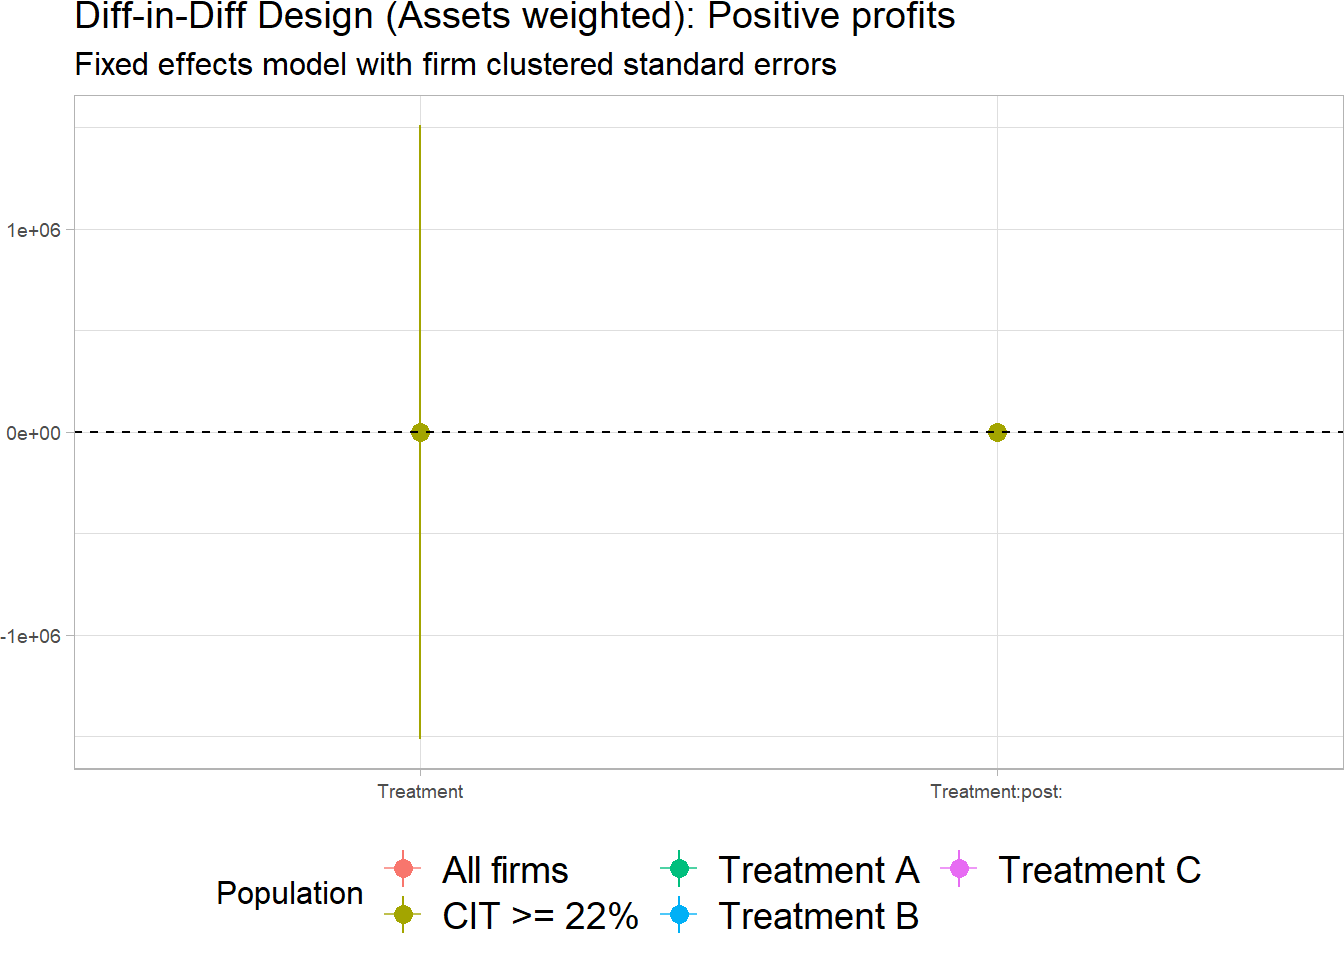 Diff-in-Diff Design (Assets weighted): Positive profits
Fixed effects model with firm clustered standard errors
1e+06
0e+00
-1e+06
Treatment
Treatment:post:
Population
All firms
Treatment A
Treatment C
CIT >= 22%
Treatment B